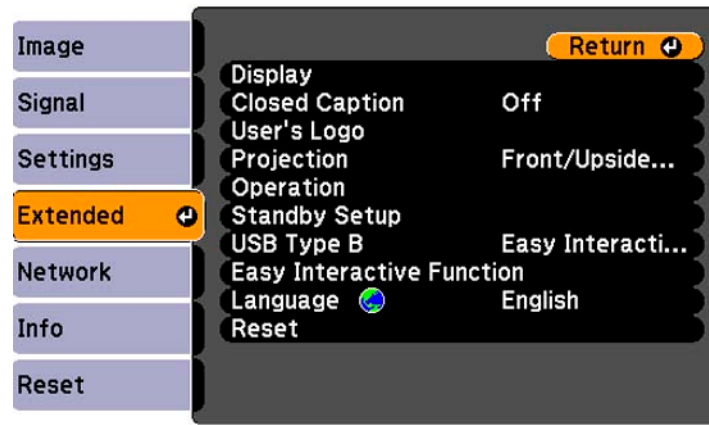 Image
Signal
Settings
Extended
Network
Info
Reset
Return
Display
Closed Caption Off
User's Logo
Projection Front/Upside...
Operation
Standby Setup
USB Type B Easy Interacti...
Easy Interactive Function
Language English
Reset